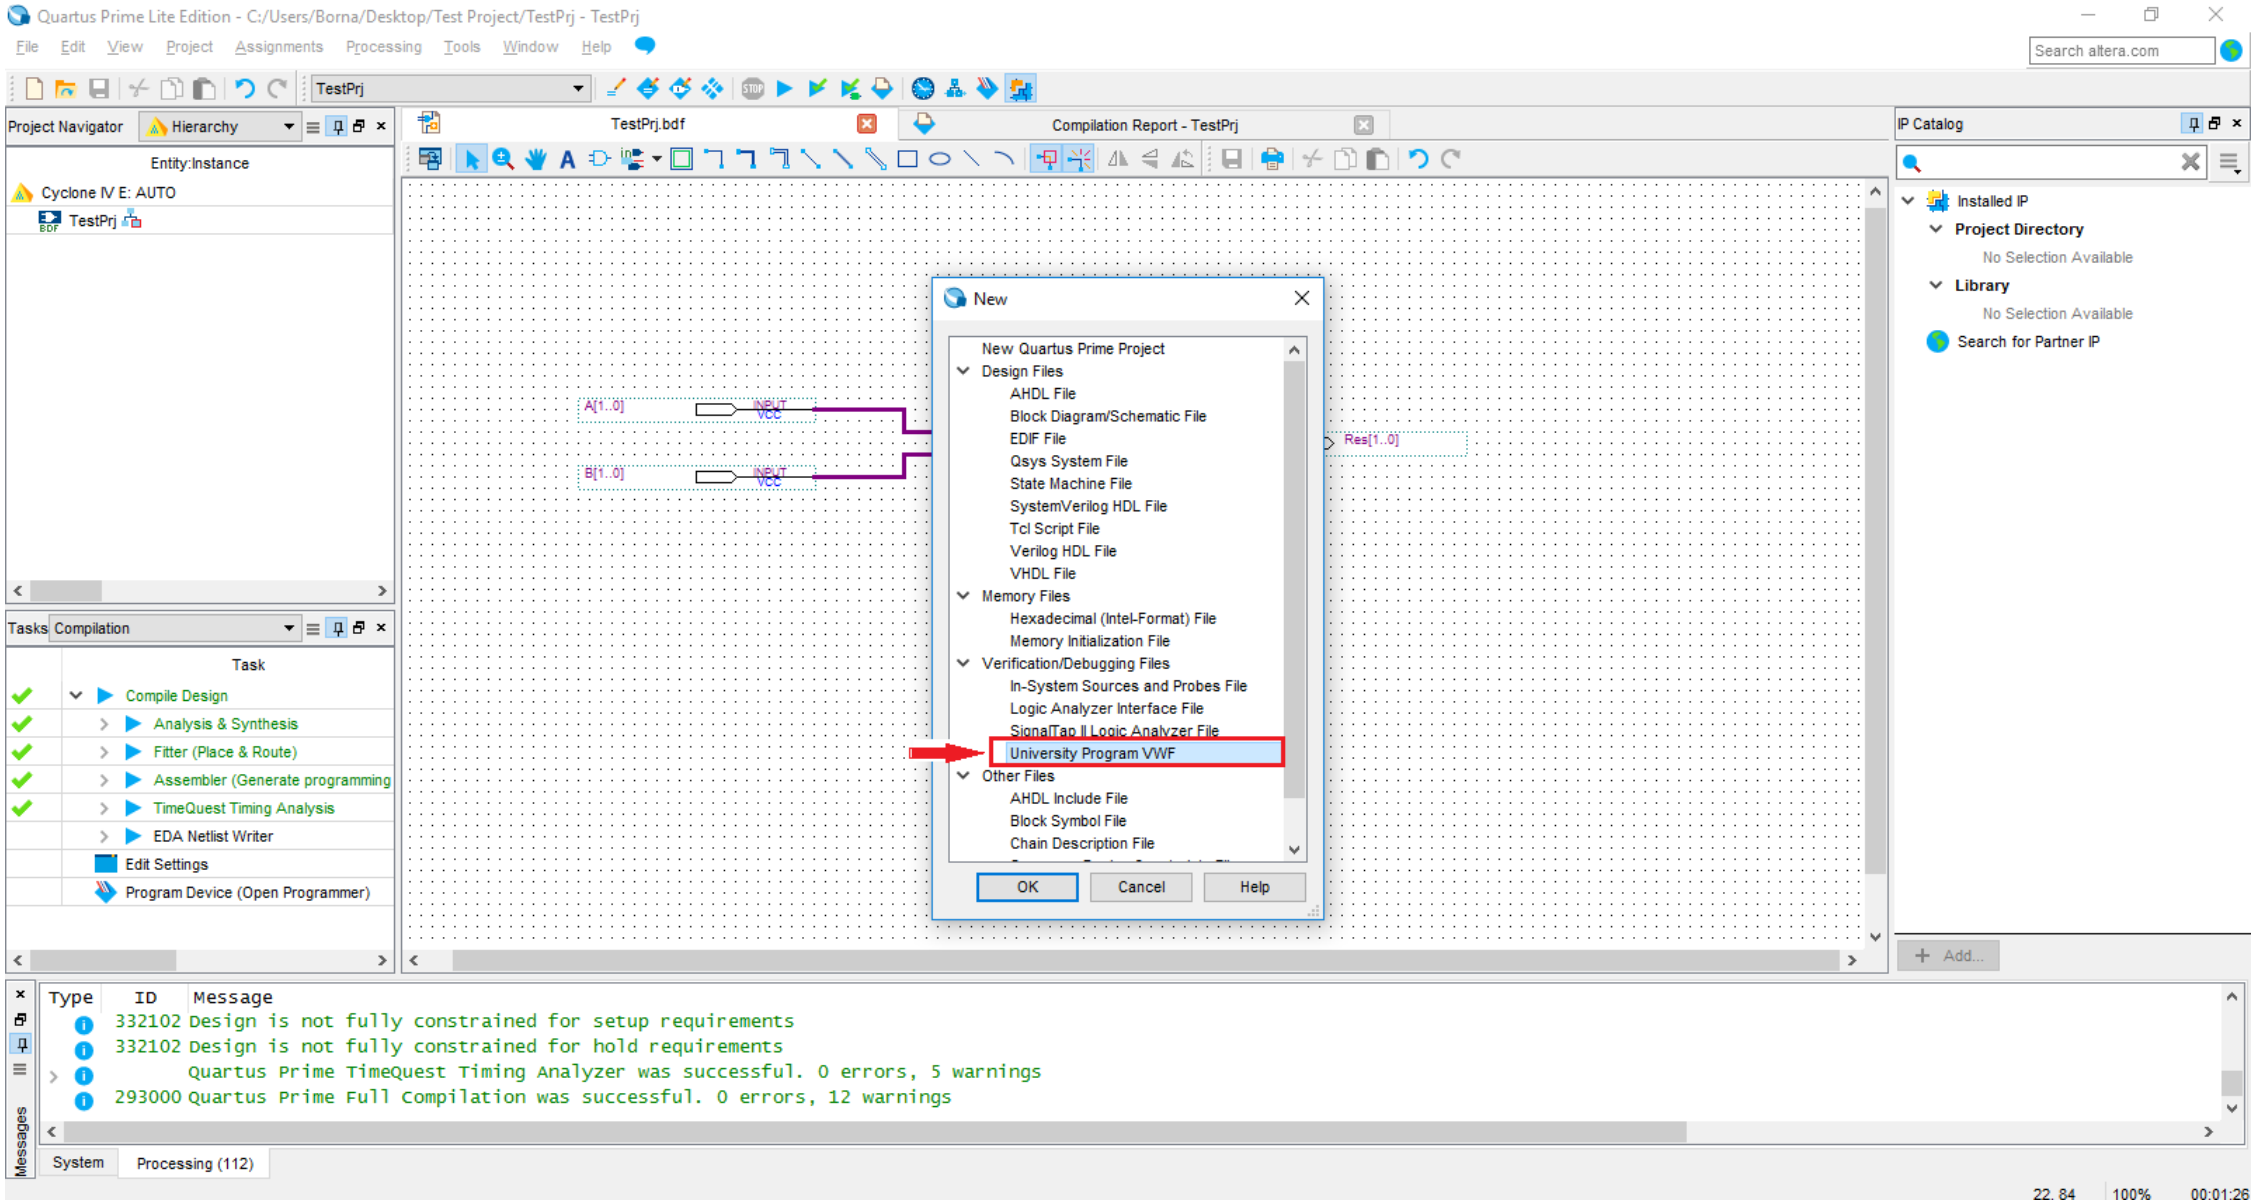 Quartus Prime Lite Edition - C:/Users/Borna/Desktop/Test Project/TestPrj - TestPrj
File Edit View Project Assignments Processing Tools Window Help
Search altera.com
TestPrj
STOP
Project Navigator Hierarchy
TestPrj.bdf
Compilation Report - TestPrj
IP Catalog
Entity:Instance
Cyclone IV E: AUTO
BDF TestPrj
Installed IP
Project Directory
No Selection Available
Library
No Selection Available
Search for Partner IP
+ Add...
A[1..0]
INPUT
VCC
B[1..0]
INPUT
VCC
Res[1..0]
New
New Quartus Prime Project
Design Files
AHDL File
Block Diagram/Schematic File
EDIF File
Qsys System File
State Machine File
SystemVerilog HDL File
Tcl Script File
Verilog HDL File
VHDL File
Memory Files
Hexadecimal (Intel-Format) File
Memory Initialization File
Verification/Debugging Files
In-System Sources and Probes File
Logic Analyzer Interface File
SignalTap II Logic Analyzer File
University Program VWF
Other Files
AHDL Include File
Block Symbol File
Chain Description File
OK Cancel Help
Tasks Compilation
Task
Compile Design
Analysis & Synthesis
Fitter (Place & Route)
Assembler (Generate programming
TimeQuest Timing Analysis
EDA Netlist Writer
Edit Settings
Program Device (Open Programmer)
Type ID Message
332102 Design is not fully constrained for setup requirements
332102 Design is not fully constrained for hold requirements
Quartus Prime TimeQuest Timing Analyzer was successful. 0 errors, 5 warnings
293000 Quartus Prime Full Compilation was successful. 0 errors, 12 warnings
Messages
System Processing (112)
22, 84 100% 00:01:26